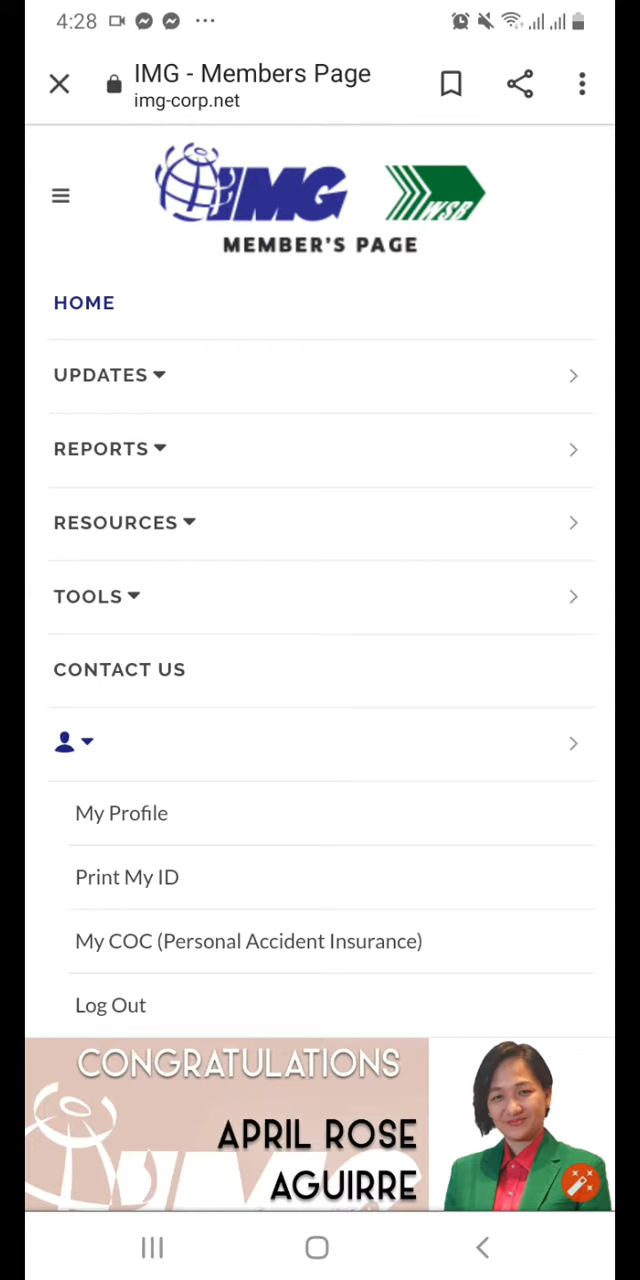 4:28
IMG - Members Page
img-corp.net
IMG
WSB
MEMBER'S PAGE
HOME
UPDATES
REPORTS
RESOURCES
TOOLS
CONTACT US
My Profile
Print My ID
My COC (Personal Accident Insurance)
Log Out
CONGRATULATIONS
APRIL ROSE
AGUIRRE